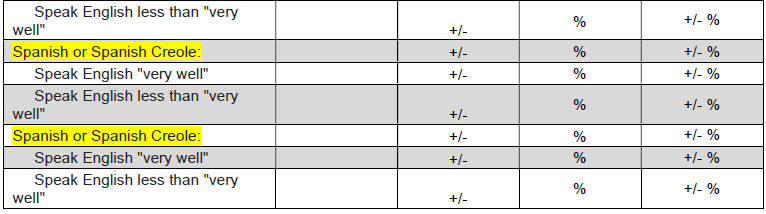 Speak English less than "very
well" +/- % +/- %
Spanish or Spanish Creole: +/- % +/- %
Speak English "very well" +/- % +/- %
Speak English less than "very
well" +/- % +/- %
Spanish or Spanish Creole: +/- % +/- %
Speak English "very well" +/- % +/- %
Speak English less than "very
well" +/- % +/- %